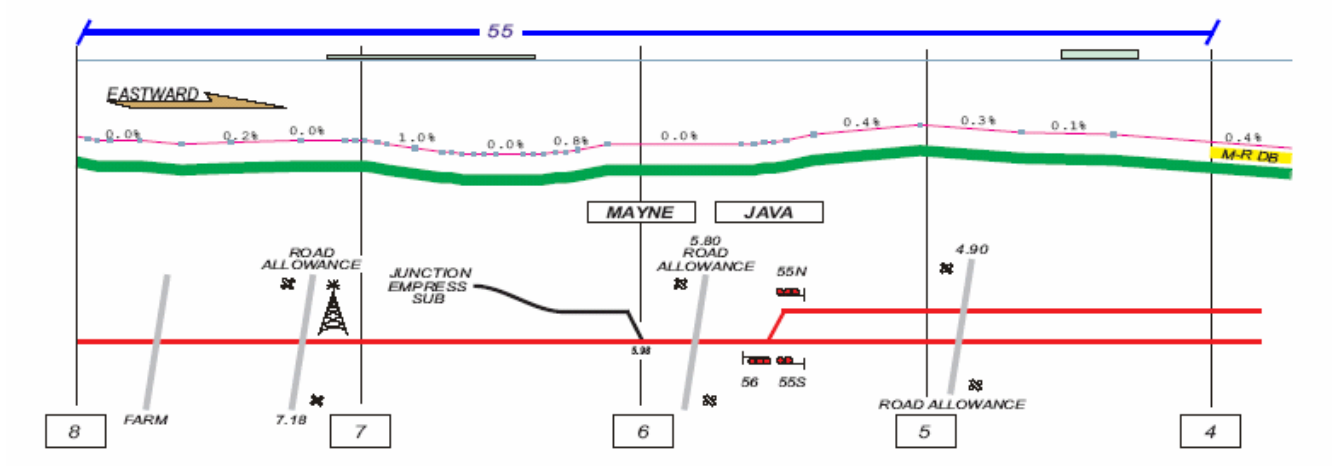 55
EASTWARD
0.0%
0.2%
0.0%
1.0%
0.0%
0.8%
0.0%
0.4%
0.3%
0.1%
0.4%
M-R DB
MAYNE
JAVA
ROAD
ALLOWANCE
JUNCTION
EMPRESS
SUB
5.80
ROAD
ALLOWANCE
55N
4.90
5.98
56
55S
FARM
7.18
ROAD ALLOWANCE
8
7
6
5
4